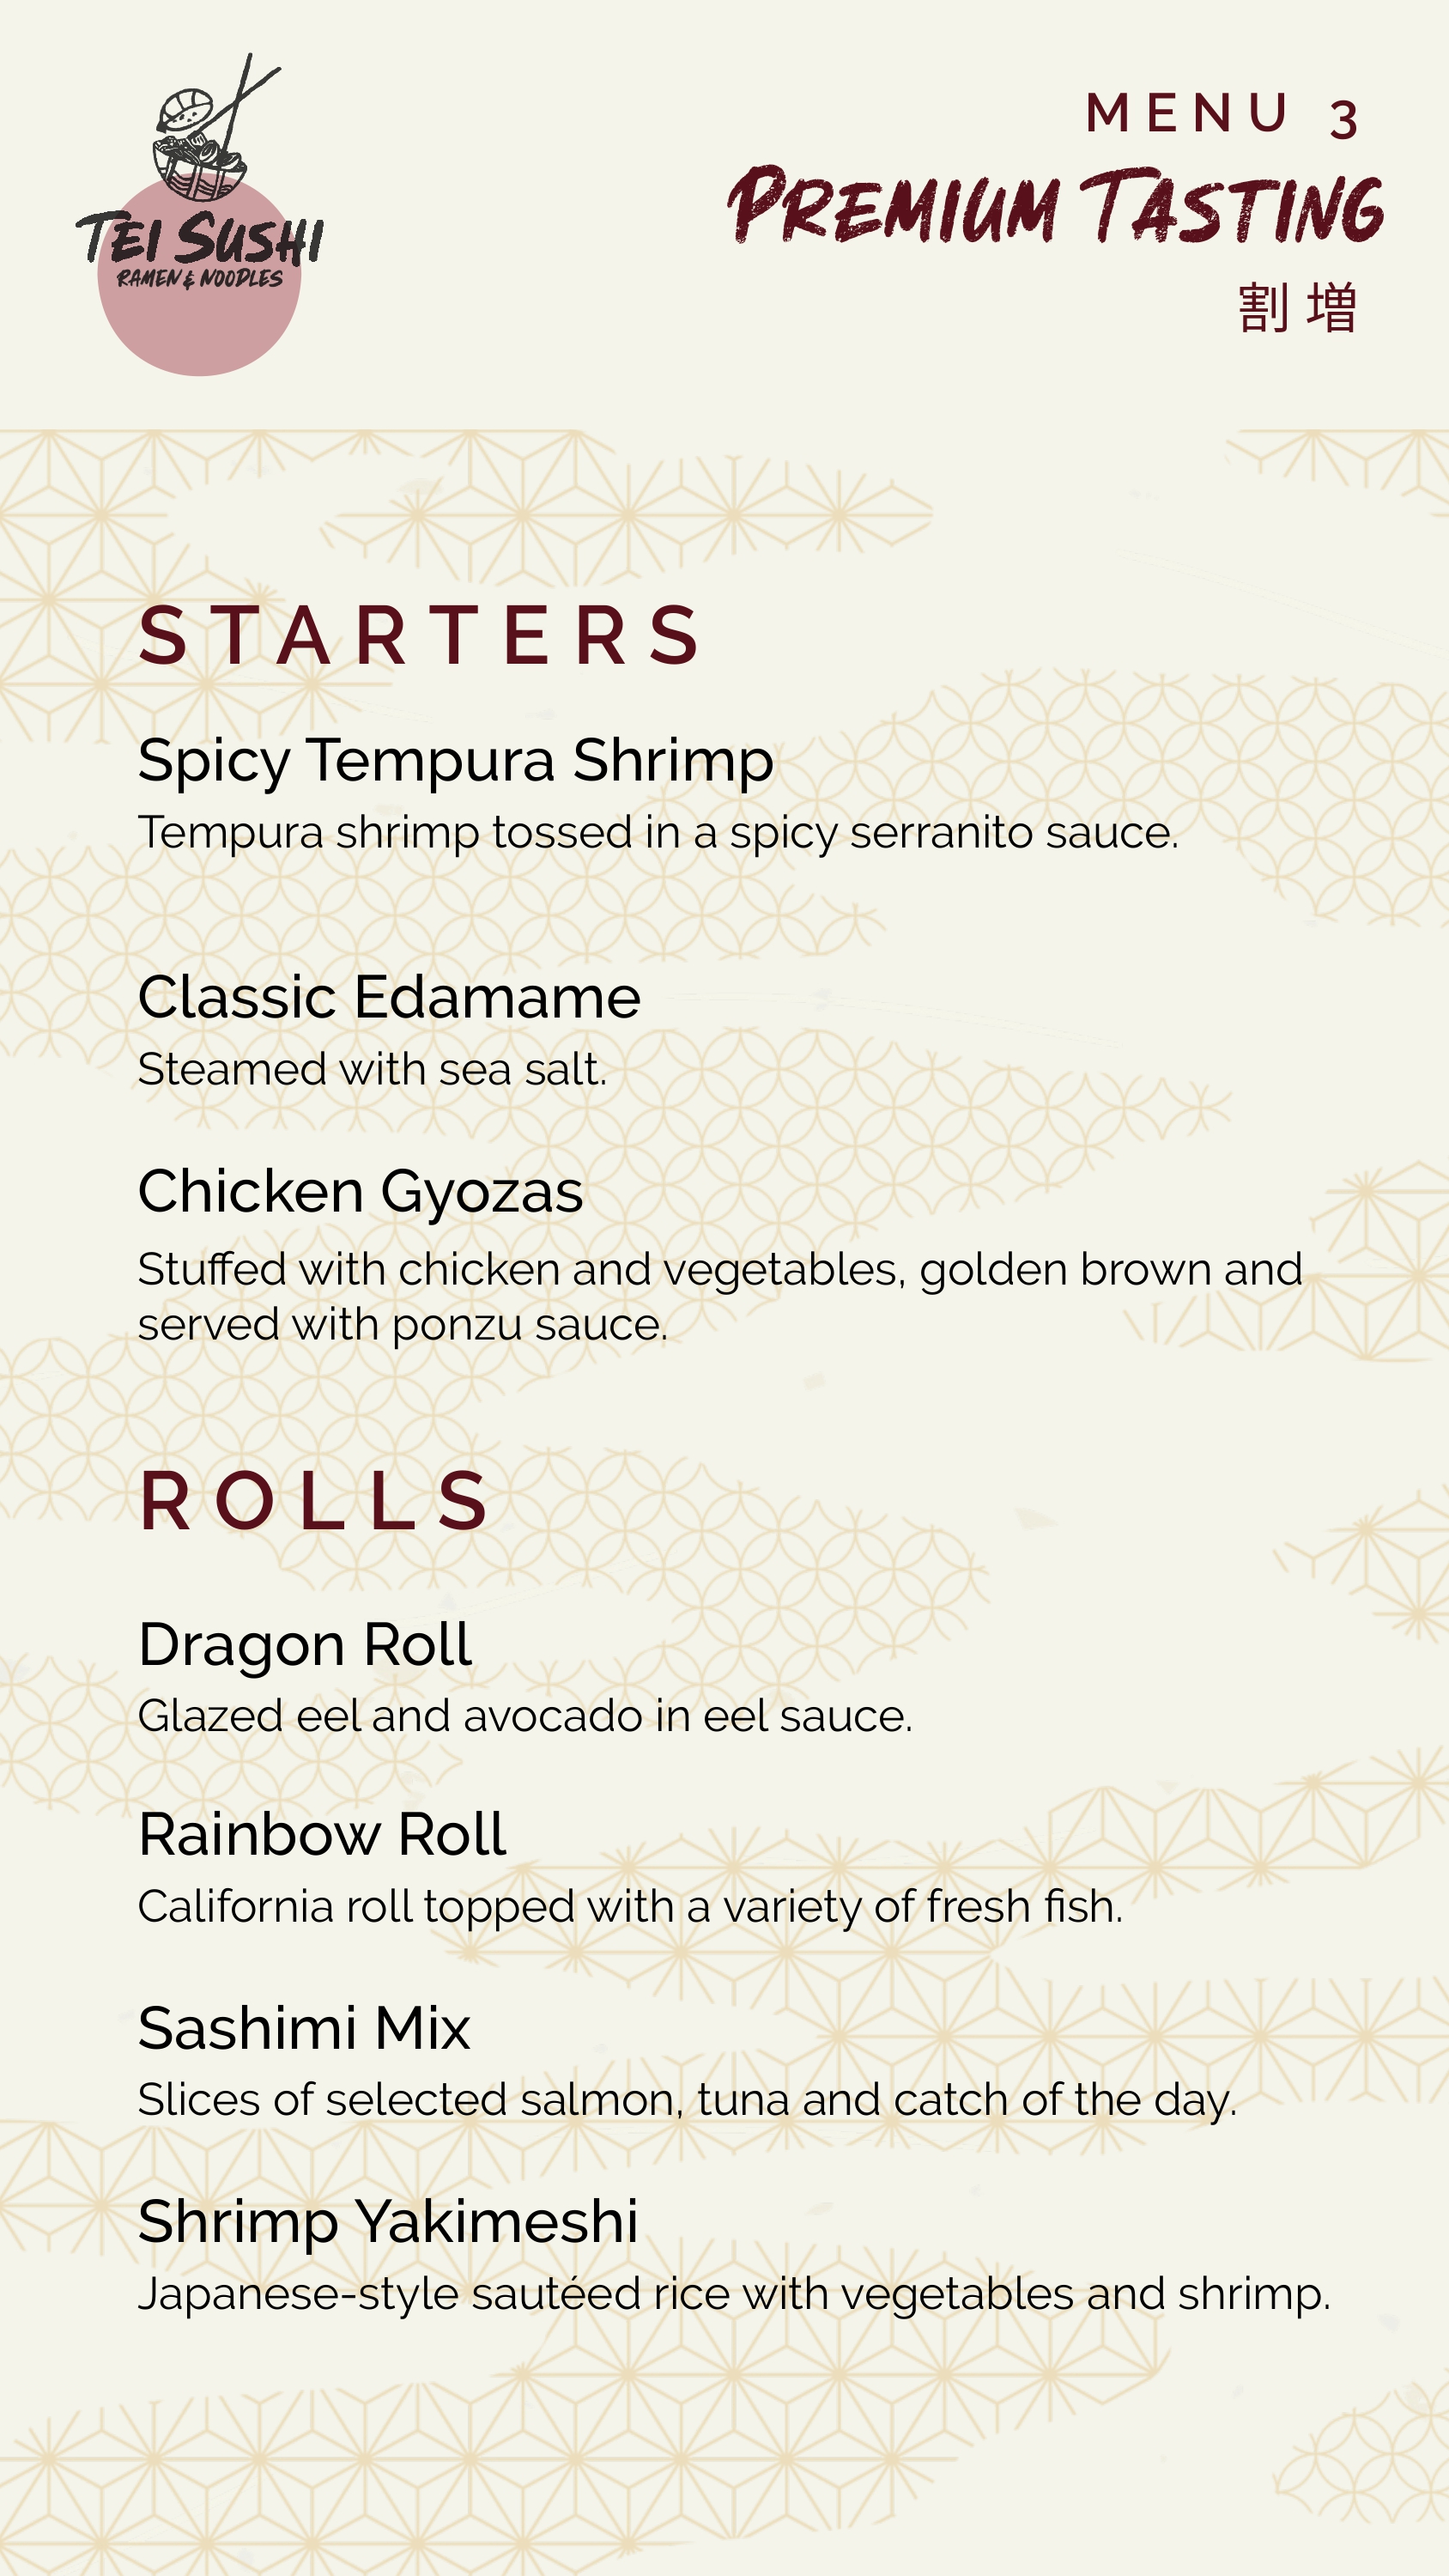 TEI SUSHI
RAMEN & NOODLES
MENU 3
PREMIUM TASTING
割増
STARTERS
Spicy Tempura Shrimp
Tempura shrimp tossed in a spicy serranito sauce.
Classic Edamame
Steamed with sea salt.
Chicken Gyozas
Stuffed with chicken and vegetables, golden brown and
served with ponzu sauce.
ROLLS
Dragon Roll
Glazed eel and avocado in eel sauce.
Rainbow Roll
California roll topped with a variety of fresh fish.
Sashimi Mix
Slices of selected salmon, tuna and catch of the day.
Shrimp Yakimeshi
Japanese-style sautéed rice with vegetables and shrimp.